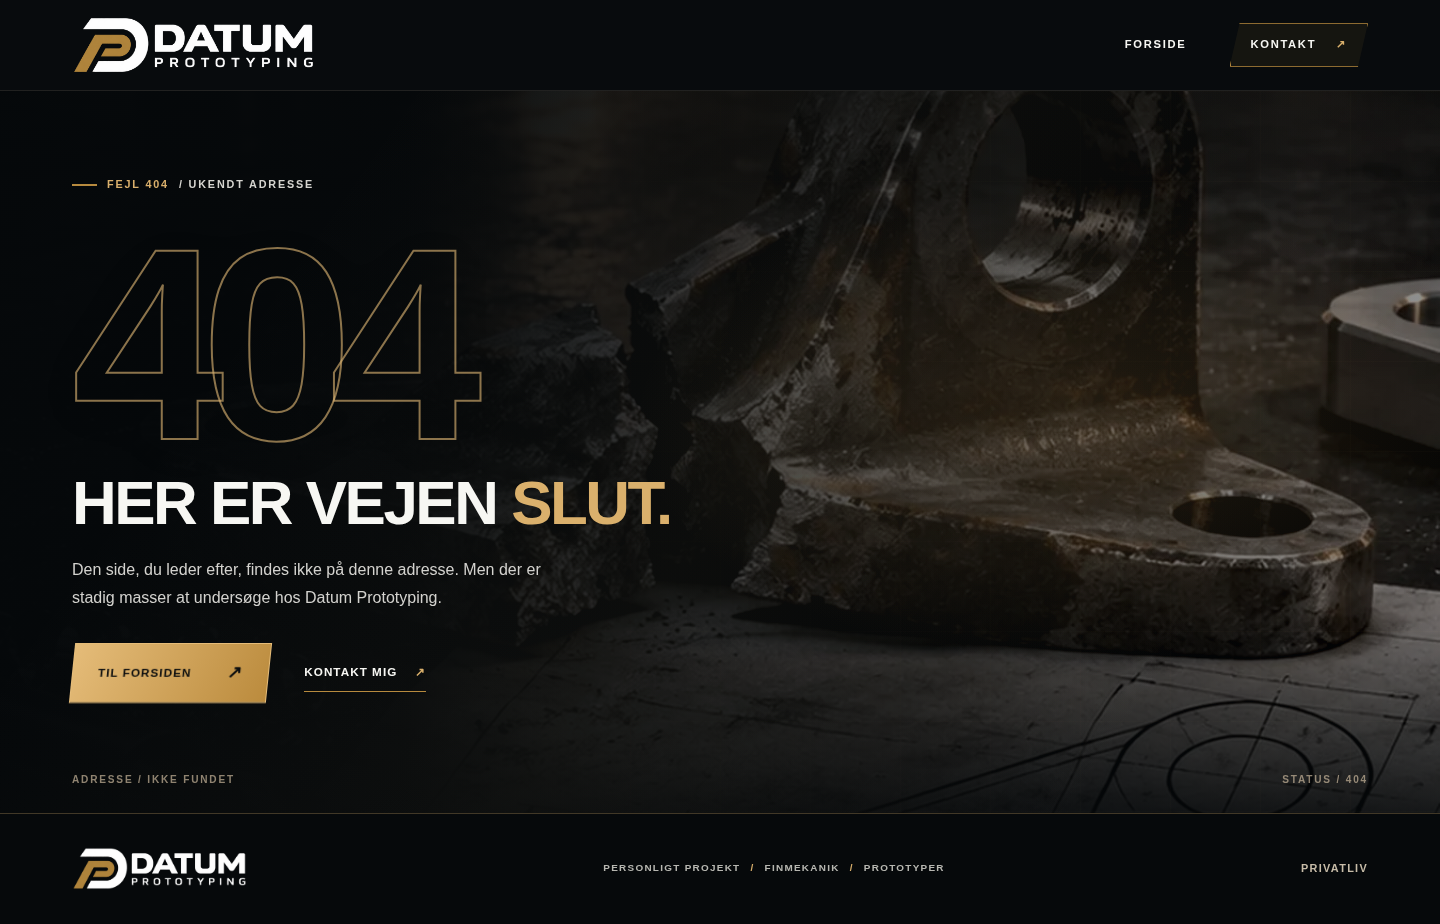 DATUM
PROTOTYPING
FORSIDE
KONTAKT ↗
FEJL 404 / UKENDT ADRESSE
404
HER ER VEJEN SLUT.
Den side, du leder efter, findes ikke på denne adresse. Men der er
stadig masser at undersøge hos Datum Prototyping.
TIL FORSIDEN ↗
KONTAKT MIG ↗
ADRESSE / IKKE FUNDET
STATUS / 404
DATUM
PROTOTYPING
PERSONLIGT PROJEKT / FINMEKANIK / PROTOTYPER
PRIVATLIV